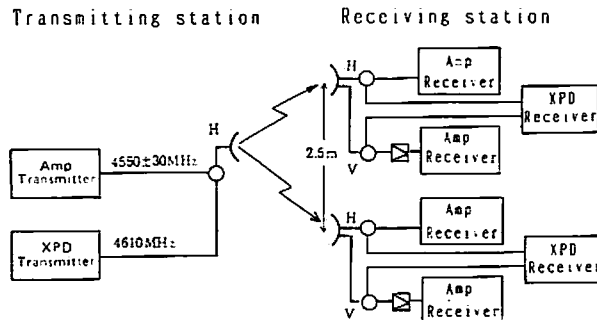 Transmitting station
Receiving station
H
Amp
Receiver
XPD
Receiver
H
Amp
Transmitter
4550±30MHz
2.5m
Amp
Receiver
V
XPD
Transmitter
4610MHz
H
Amp
Receiver
XPD
Receiver
V
Amp
Receiver